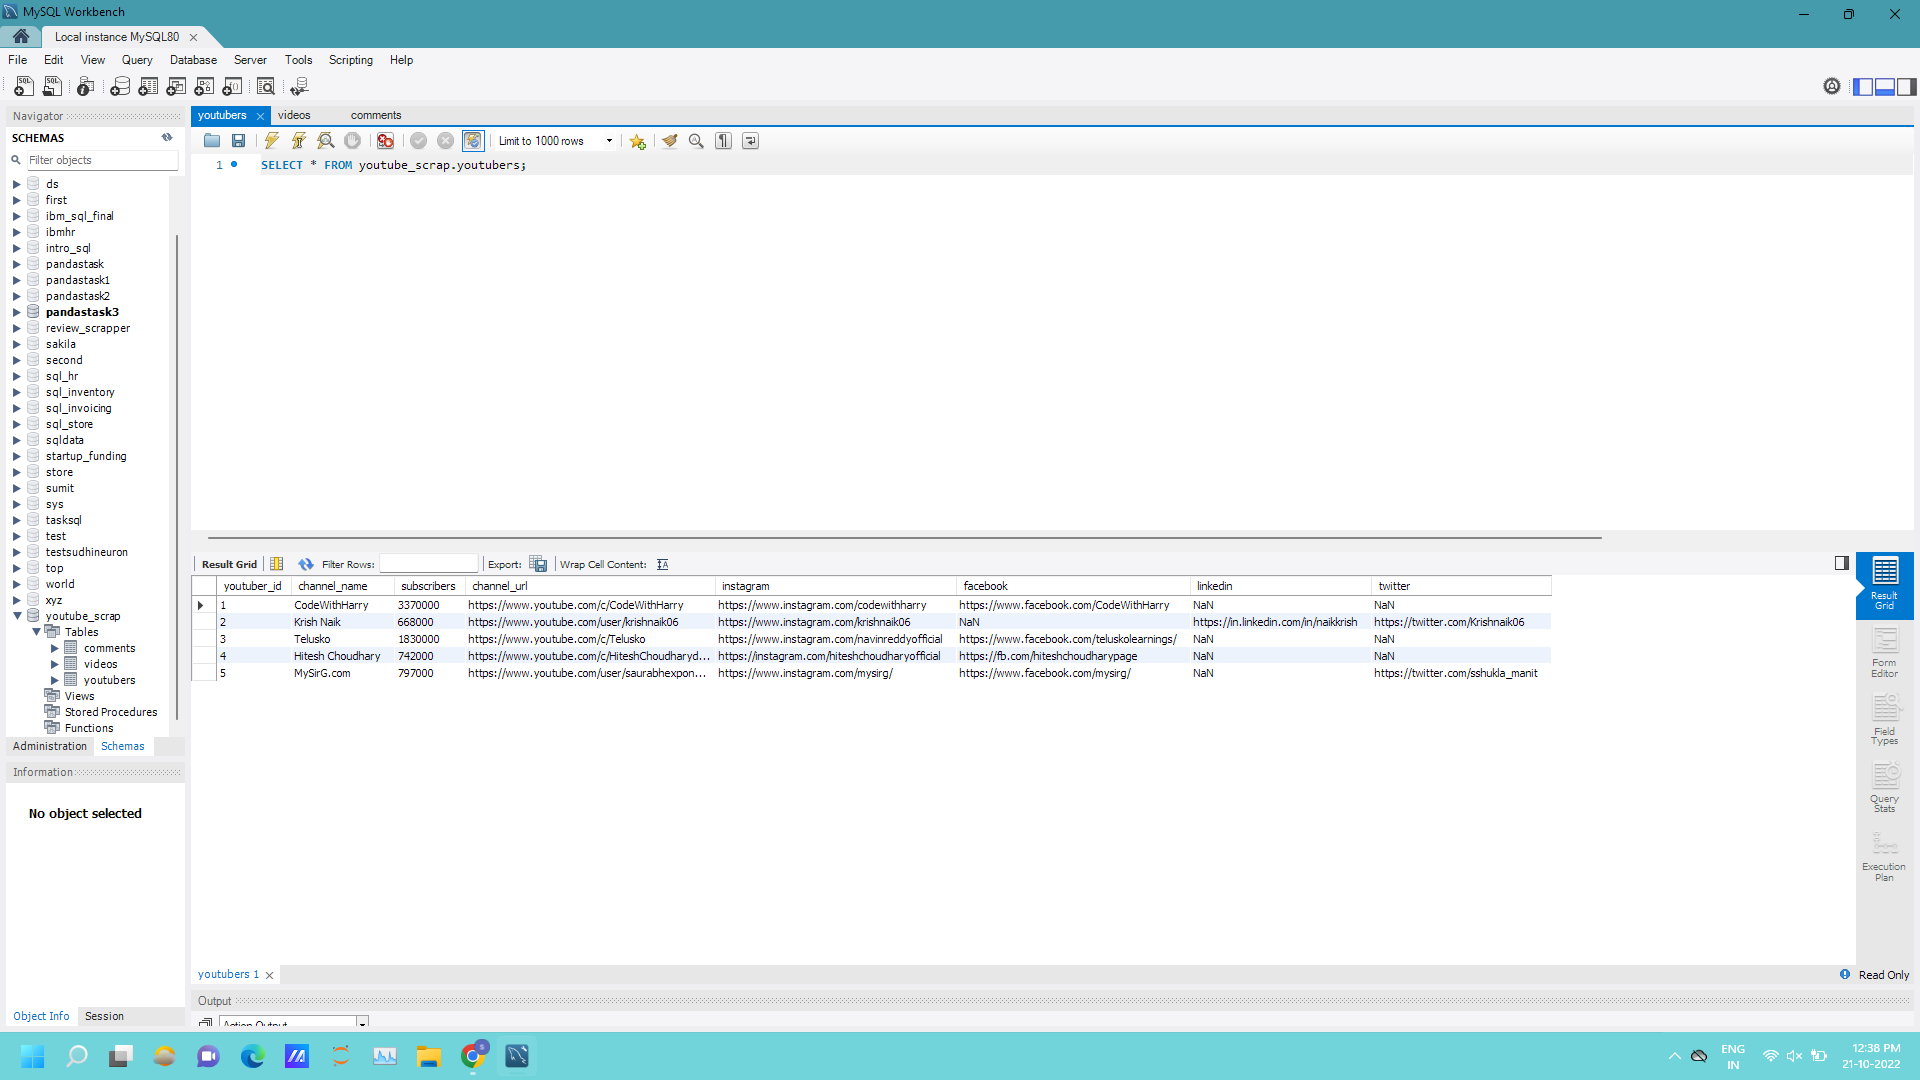 MySQL Workbench
Local instance MySQL80
File Edit View Query Database Server Tools Scripting Help
Navigator
SCHEMAS
Filter objects
ds
first
ibm_sql_final
ibmhr
intro_sql
pandastask
pandastask1
pandastask2
pandastask3
review_scrapper
sakila
second
sql_hr
sql_inventory
sql_invoicing
sql_store
sqldata
startup_funding
store
sumit
sys
tasksql
test
testsudhineuron
top
world
xyz
youtube_scrap
Tables
comments
videos
youtubers
Views
Stored Procedures
Functions
Administration Schemas
Information
No object selected
Object Info Session
youtubers videos comments
Limit to 1000 rows
1 SELECT * FROM youtube_scrap.youtubers;
Result Grid Filter Rows: Export: Wrap Cell Content:
youtuber_id channel_name subscribers channel_url instagram facebook linkedin twitter
1 CodeWithHarry 3370000 https://www.youtube.com/c/CodeWithHarry https://www.instagram.com/codewithharry https://www.facebook.com/CodeWithHarry NaN NaN
2 Krish Naik 668000 https://www.youtube.com/user/krishnaik06 https://www.instagram.com/krishnaik06 NaN https://in.linkedin.com/in/naikkrish https://twitter.com/Krishnaik06
3 Telusko 1830000 https://www.youtube.com/c/Telusko https://www.instagram.com/navinreddyofficial https://www.facebook.com/teluskolearnings/ NaN NaN
4 Hitesh Choudhary 742000 https://www.youtube.com/c/HiteshChoudharyd... https://instagram.com/hiteshchoudharyofficial https://fb.com/hiteshchoudharypage NaN NaN
5 MySirG.com 797000 https://www.youtube.com/user/saurabhexpon... https://www.instagram.com/mysirg/ https://www.facebook.com/mysirg/ NaN https://twitter.com/sshukla_manit
Result
Grid
Form
Editor
Field
Types
Query
Stats
Execution
Plan
youtubers 1
Read Only
Output
Action Output
ENG
IN
12:38 PM
21-10-2022